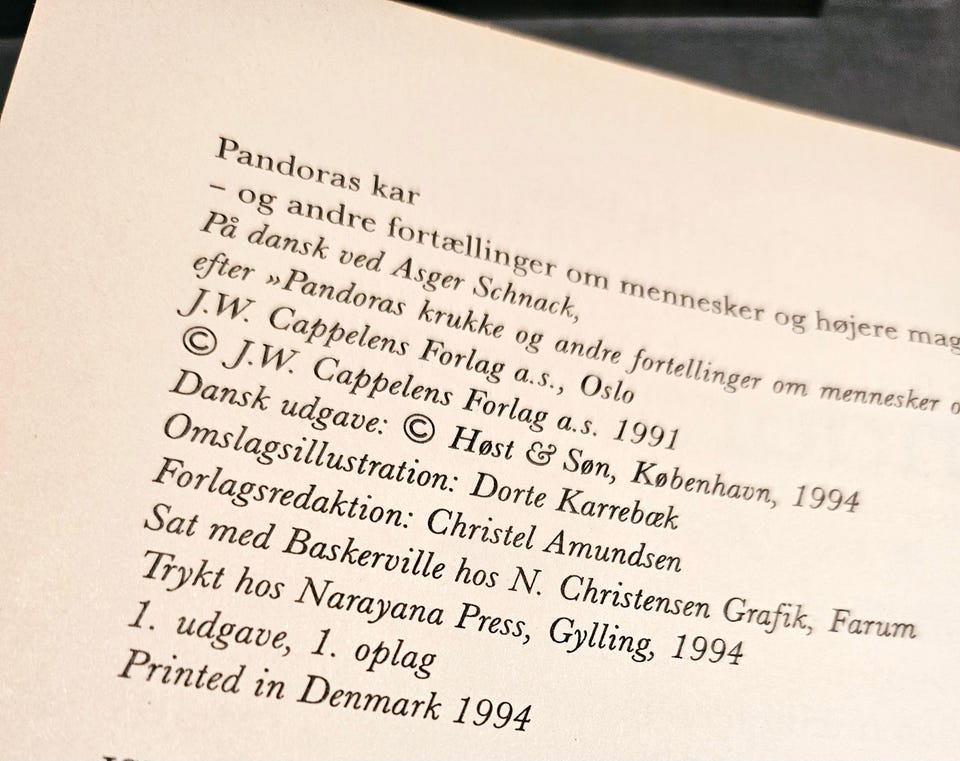 Pandoras kar
– og andre fortællinger om mennesker og højere
På dansk ved Asger Schnack,
efter »Pandoras krukke og andre fortellinger om mennesker
J.W. Cappelens Forlag a.s., Oslo
© J.W. Cappelens Forlag a.s. 1991
Dansk udgave: © Høst & Søn, København, 1994
Omslagsillustration: Dorte Karrebæk
Forlagsredaktion: Christel Amundsen
Sat med Baskerville hos N. Christensen Grafik, Farum
Trykt hos Narayana Press, Gylling, 1994
1. udgave, 1. oplag
Printed in Denmark 1994